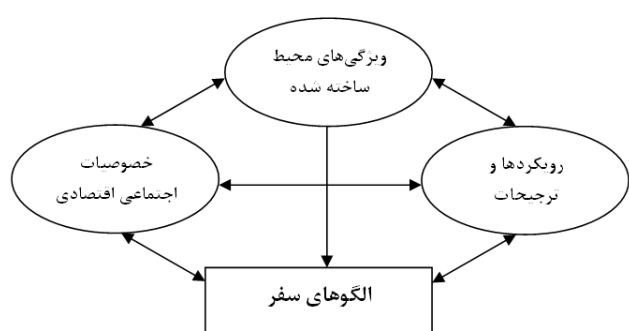 ویژگی‌های محیط
ساخته شده
رویکردها و
ترجیحات
خصوصیات
اجتماعی اقتصادی
الگوهای سفر